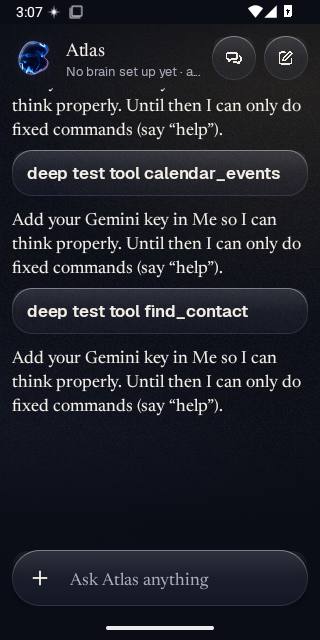 3:07
Atlas
No brain set up yet · a...
think properly. Until then I can only do
fixed commands (say “help”).
deep test tool calendar_events
Add your Gemini key in Me so I can
think properly. Until then I can only do
fixed commands (say “help”).
deep test tool find_contact
Add your Gemini key in Me so I can
think properly. Until then I can only do
fixed commands (say “help”).
Ask Atlas anything